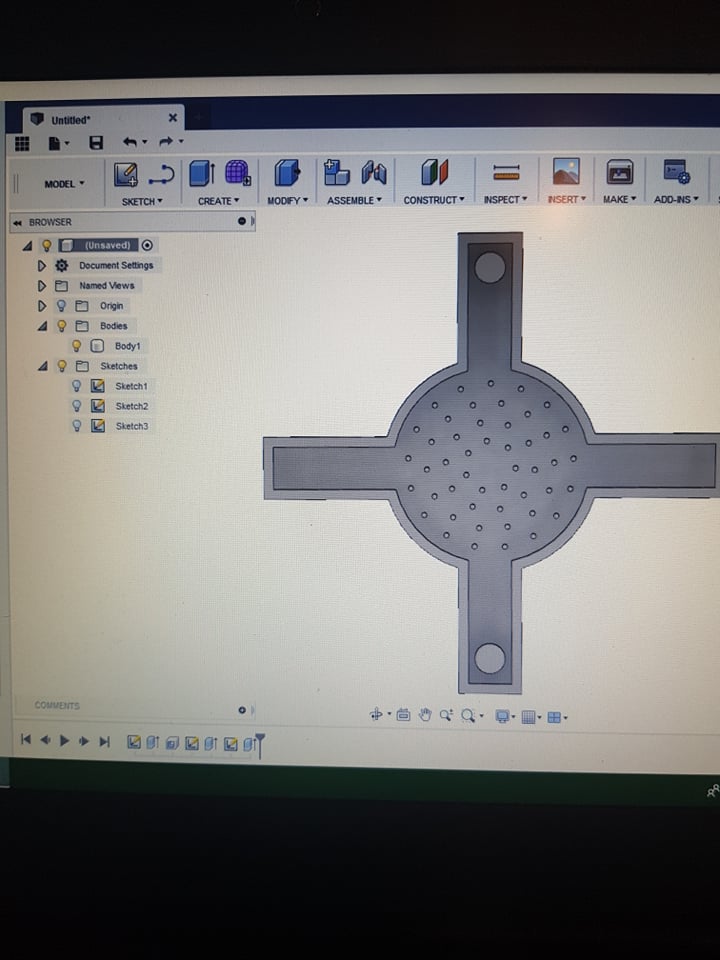 Untitled*
MODEL
SKETCH
CREATE
MODIFY
ASSEMBLE
CONSTRUCT
INSPECT
INSERT
MAKE
ADD-INS
BROWSER
(Unsaved)
Document Settings
Named Views
Origin
Bodies
Body1
Sketches
Sketch1
Sketch2
Sketch3
COMMENTS